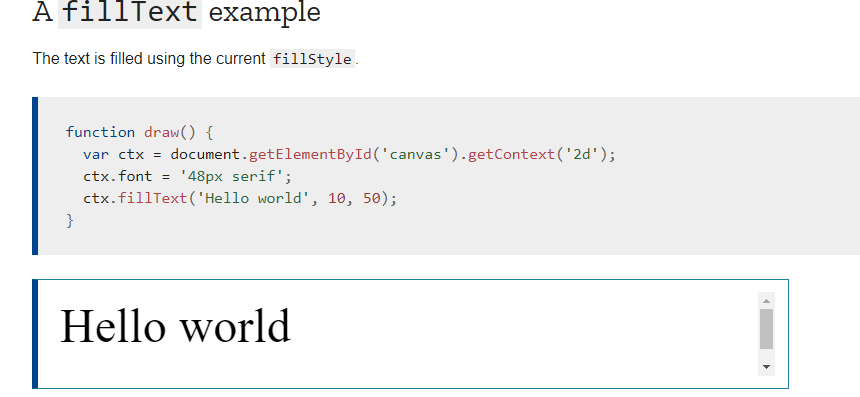 A fillText example
The text is filled using the current fillStyle.
function draw() {
  var ctx = document.getElementById('canvas').getContext('2d');
  ctx.font = '48px serif';
  ctx.fillText('Hello world', 10, 50);
}
Hello world